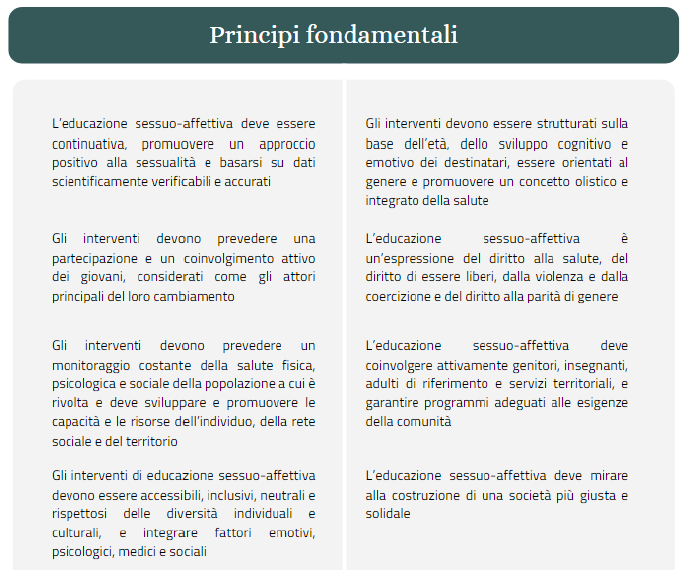 Principi fondamentali
L'educazione sessuo-affettiva deve essere
continuativa, promuovere un approccio
positivo alla sessualità e basarsi su dati
scientificamente verificabili e accurati
Gli interventi devono essere strutturati sulla
base dell'età, dello sviluppo cognitivo e
emotivo dei destinatari, essere orientati al
genere e promuovere un concetto olistico e
integrato della salute
Gli interventi devono prevedere una
partecipazione e un coinvolgimento attivo
dei giovani, considerati come gli attori
principali del loro cambiamento
L'educazione sessuo-affettiva è
un'espressione del diritto alla salute, del
diritto di essere liberi, dalla violenza e dalla
coercizione e del diritto alla parità di genere
Gli interventi devono prevedere un
monitoraggio costante della salute fisica,
psicologica e sociale della popolazione a cui è
rivolta e deve sviluppare e promuovere le
capacità e le risorse dell'individuo, della rete
sociale e del territorio
L'educazione sessuo-affettiva deve
coinvolgere attivamente genitori, insegnanti,
adulti di riferimento e servizi territoriali, e
garantire programmi adeguati alle esigenze
della comunità
Gli interventi di educazione sessuo-affettiva
devono essere accessibili, inclusivi, neutrali e
rispettosi delle diversità individuali e
culturali, e integrare fattori emotivi,
psicologici, medici e sociali
L'educazione sessuo-affettiva deve mirare
alla costruzione di una società più giusta e
solidale